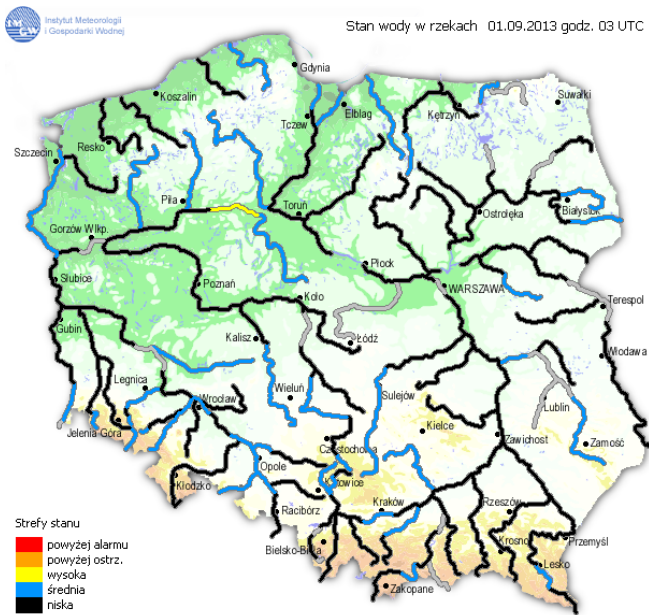 Instytut Meteorologii
i Gospodarki Wodnej
IMGW
Stan wody w rzekach 01.09.2013 godz. 03 UTC
Gdynia
Koszalin
Suwałki
Tczew
Elbląg
Kętrzyn
Resko
Szczecin
Piła
Toruń
Ostrołęka
Białystok
Gorzów Wlkp.
Płock
Słubice
Poznań
WARSZAWA
Koło
Terespol
Gubin
Kalisz
Łódź
Włodawa
Legnica
Wieluń
Sulejów
Wrocław
Lublin
Jelenia Góra
Kielce
Zamość
Zawichost
Częstochowa
Opole
Kłodzko
Katowice
Racibórz
Kraków
Rzeszów
Bielsko-Biała
Krosno
Przemyśl
Lesko
Zakopane
Strefy stanu
powyżej alarmu
powyżej ostrz.
wysoka
średnia
niska